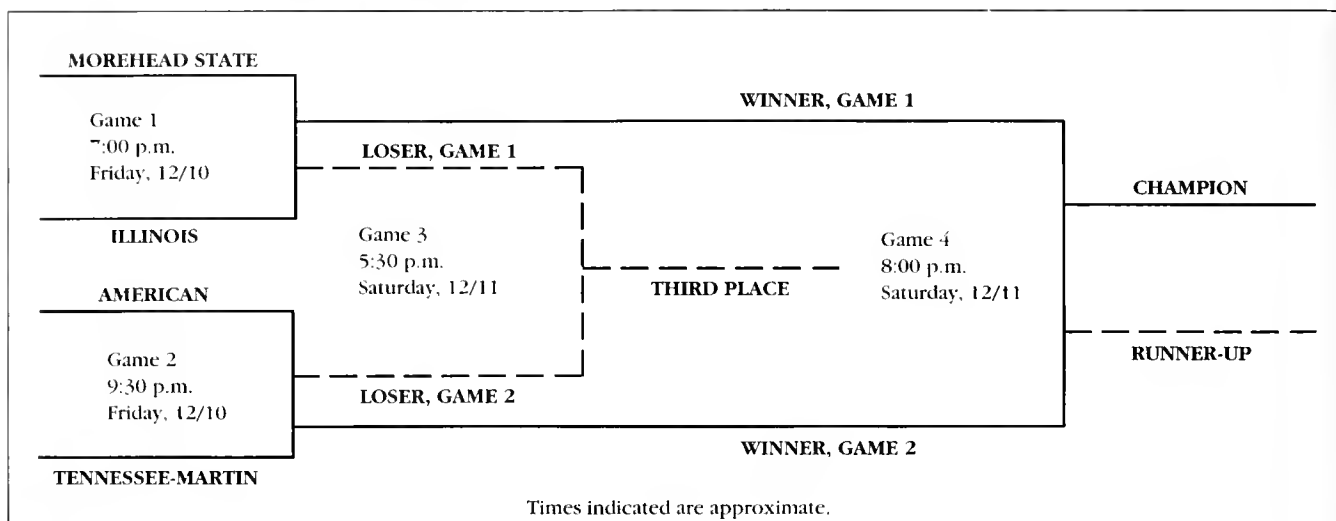 MOREHEAD STATE
Game 1
7:00 p.m.
Friday, 12/10
ILLINOIS
WINNER, GAME 1
LOSER, GAME 1
CHAMPION
Game 3
5:30 p.m.
Saturday, 12/11
THIRD PLACE
Game 4
8:00 p.m.
Saturday, 12/11
AMERICAN
Game 2
9:30 p.m.
Friday, 12/10
TENNESSEE-MARTIN
LOSER, GAME 2
WINNER, GAME 2
RUNNER-UP
Times indicated are approximate.